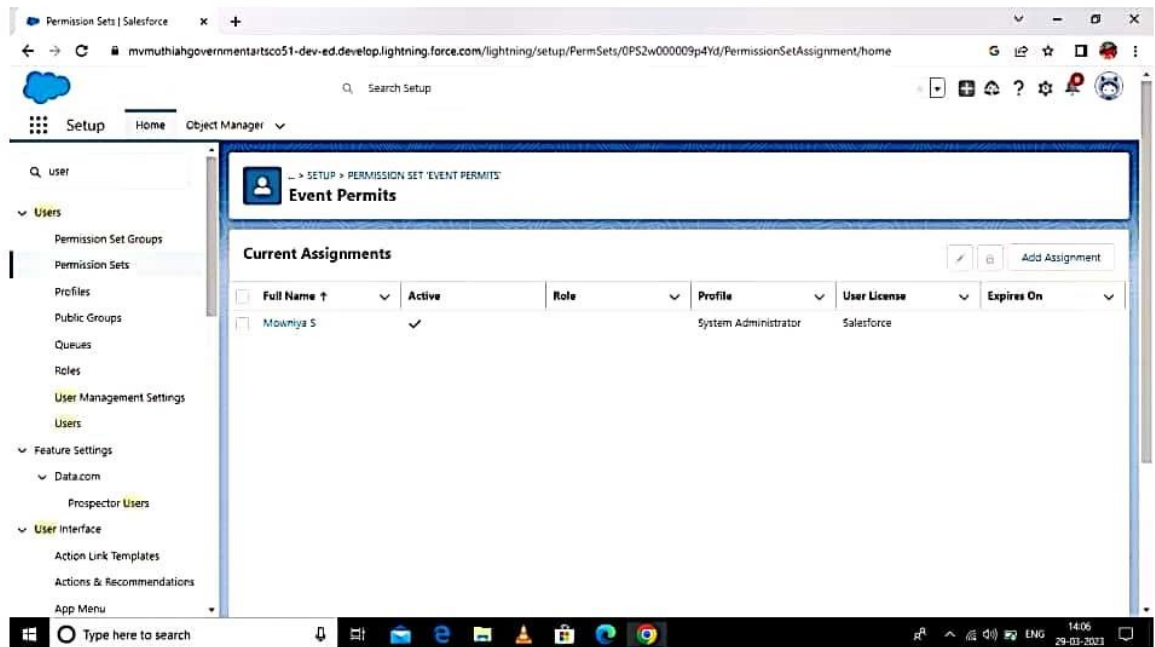 Permission Sets | Salesforce
mvmuthiahgovernmentartsco51-dev-ed.develop.lightning.force.com/lightning/setup/PermSets/0PS2w000009p4Yd/PermissionSetAssignment/home
Search Setup
Setup Home Object Manager
user
Users
Permission Set Groups
Permission Sets
Profiles
Public Groups
Queues
Roles
User Management Settings
Users
Feature Settings
Data.com
Prospector Users
User Interface
Action Link Templates
Actions & Recommendations
App Menu
... > SETUP > PERMISSION SET 'EVENT PERMITS'
Event Permits
Current Assignments
Add Assignment
Full Name ↑ Active Role Profile User License Expires On
Mowniya S System Administrator Salesforce
Type here to search
ENG
14:06
29-03-2023